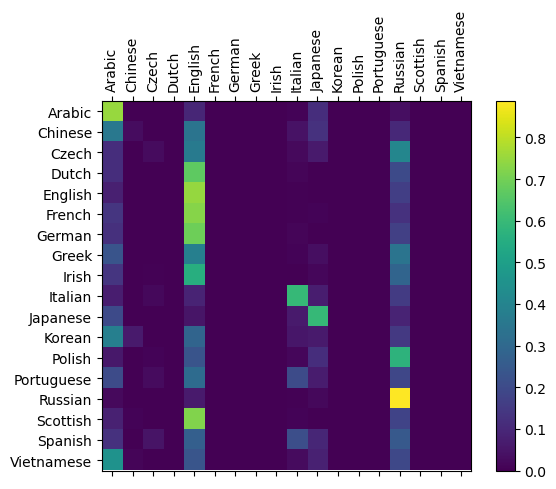 Arabic
Chinese
Czech
Dutch
English
French
German
Greek
Irish
Italian
Japanese
Korean
Polish
Portuguese
Russian
Scottish
Spanish
Vietnamese
Arabic
Chinese
Czech
Dutch
English
French
German
Greek
Irish
Italian
Japanese
Korean
Polish
Portuguese
Russian
Scottish
Spanish
Vietnamese
0.8
0.7
0.6
0.5
0.4
0.3
0.2
0.1
0.0